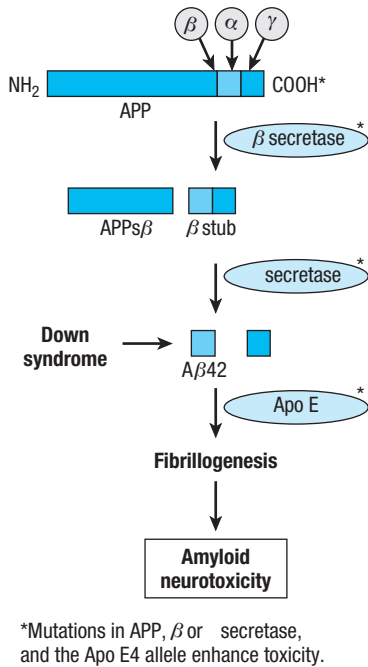 β α γ
NH₂ COOH*
APP
β secretase *
APPsβ β stub
secretase *
Down
syndrome
Aβ42
Apo E *
Fibrillogenesis
Amyloid
neurotoxicity
*Mutations in APP, β or secretase,
and the Apo E4 allele enhance toxicity.